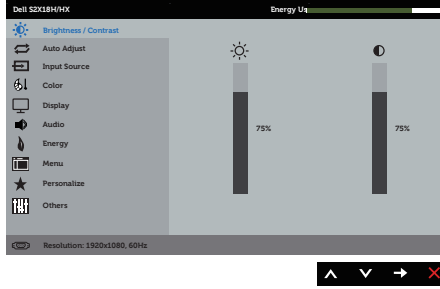 Dell S2X18H/HX
Energy Us
Brightness / Contrast
Auto Adjust
Input Source
Color
Display
Audio
Energy
Menu
Personalize
Others
75%
75%
Resolution: 1920x1080, 60Hz